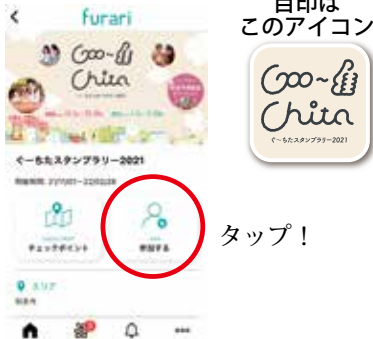 目印は
このアイコン
furari
Goo~
Chita
Goo~
Chita
ぐ～ちたスタンプラリー2021
ぐ～ちたスタンプラリー2021
チェックポイント
参加する
タップ！
エリア